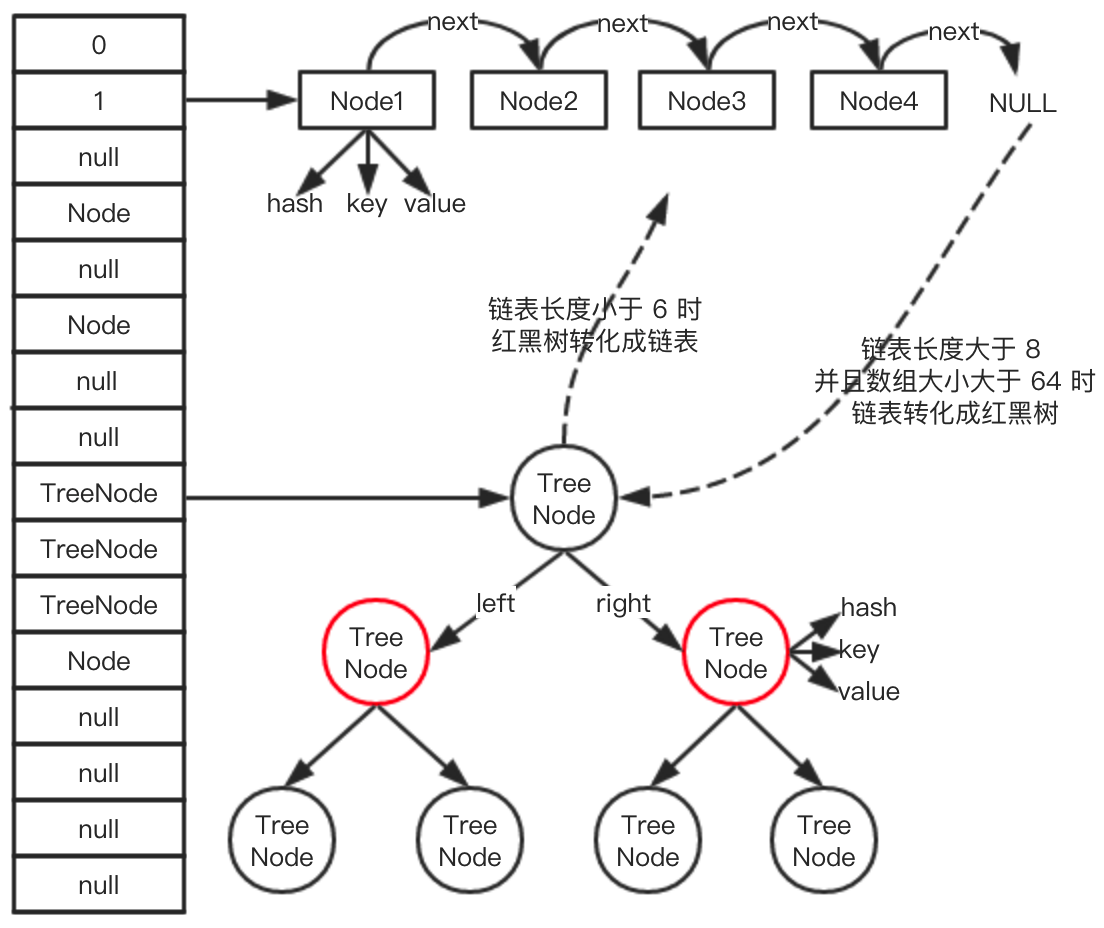 0
1
null
Node
null
Node
null
null
TreeNode
TreeNode
TreeNode
Node
null
null
null
null
next
next
next
next
Node1
Node2
Node3
Node4
NULL
hash
key
value
链表长度小于 6 时
红黑树转化成链表
链表长度大于 8
并且数组大小大于 64 时
链表转化成红黑树
Tree
Node
left
right
Tree
Node
Tree
Node
hash
key
value
Tree
Node
Tree
Node
Tree
Node
Tree
Node